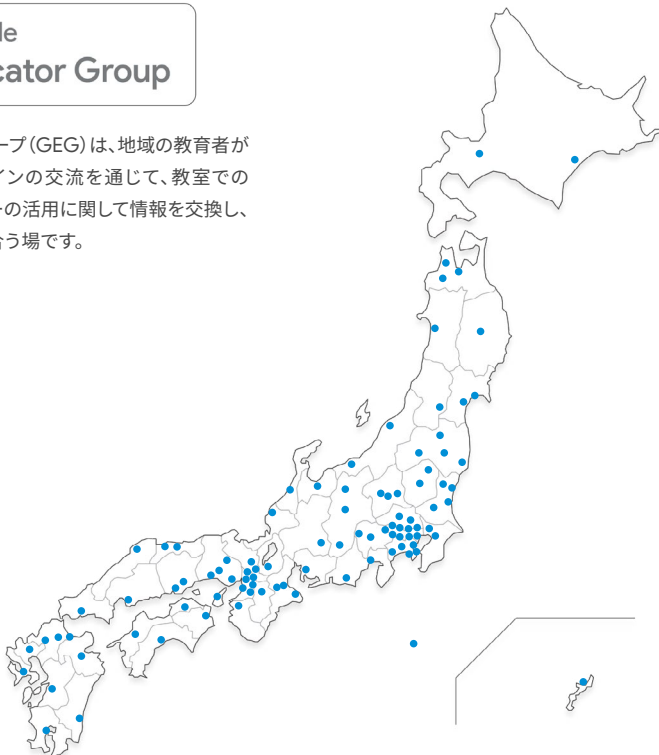 le
cator Group
ープ(GEG)は、地域の教育者が
インの交流を通じて、教室での
ーの活用に関して情報を交換し、
合う場です。